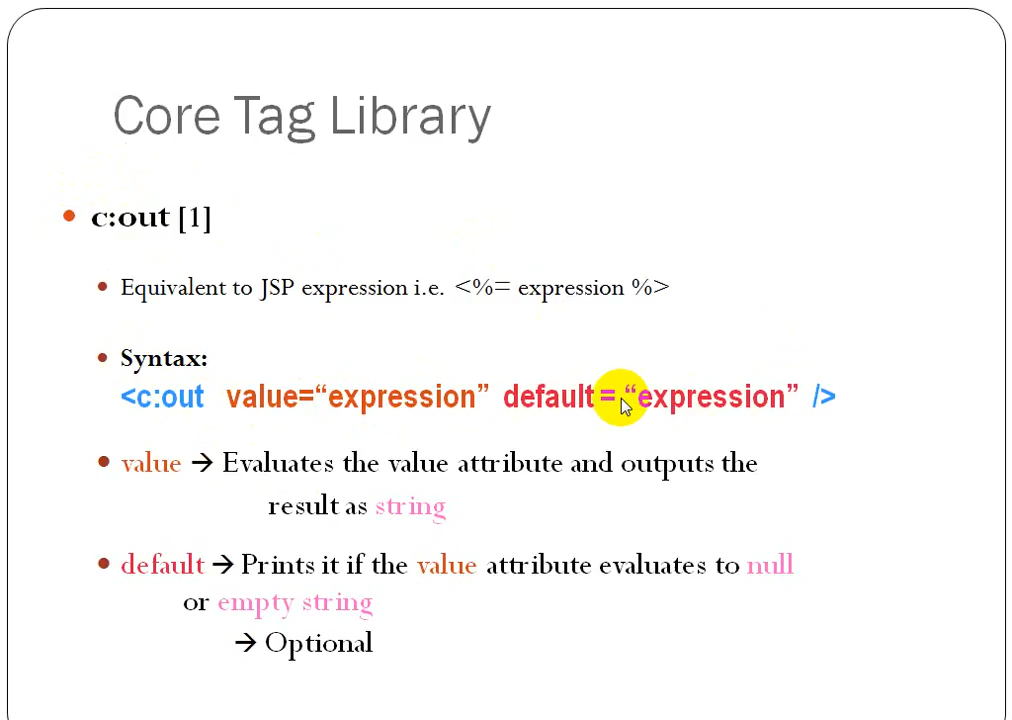 Core Tag Library
c:out [1]
Equivalent to JSP expression i.e. <%= expression %>
Syntax:
<c:out value=“expression” default = “expression” />
value → Evaluates the value attribute and outputs the
result as string
default → Prints it if the value attribute evaluates to null
or empty string
→ Optional